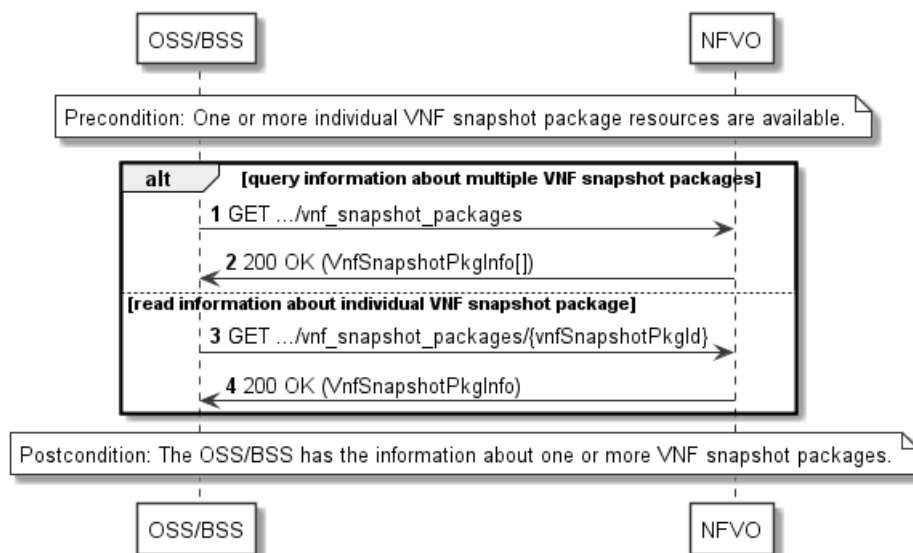 OSS/BSS
NFVO
Precondition: One or more individual VNF snapshot package resources are available.
alt
[query information about multiple VNF snapshot packages]
1 GET .../vnf_snapshot_packages
2 200 OK (VnfSnapshotPkgInfo[])
[read information about individual VNF snapshot package]
3 GET .../vnf_snapshot_packages/{vnfSnapshotPkgId}
4 200 OK (VnfSnapshotPkgInfo)
Postcondition: The OSS/BSS has the information about one or more VNF snapshot packages.
OSS/BSS
NFVO